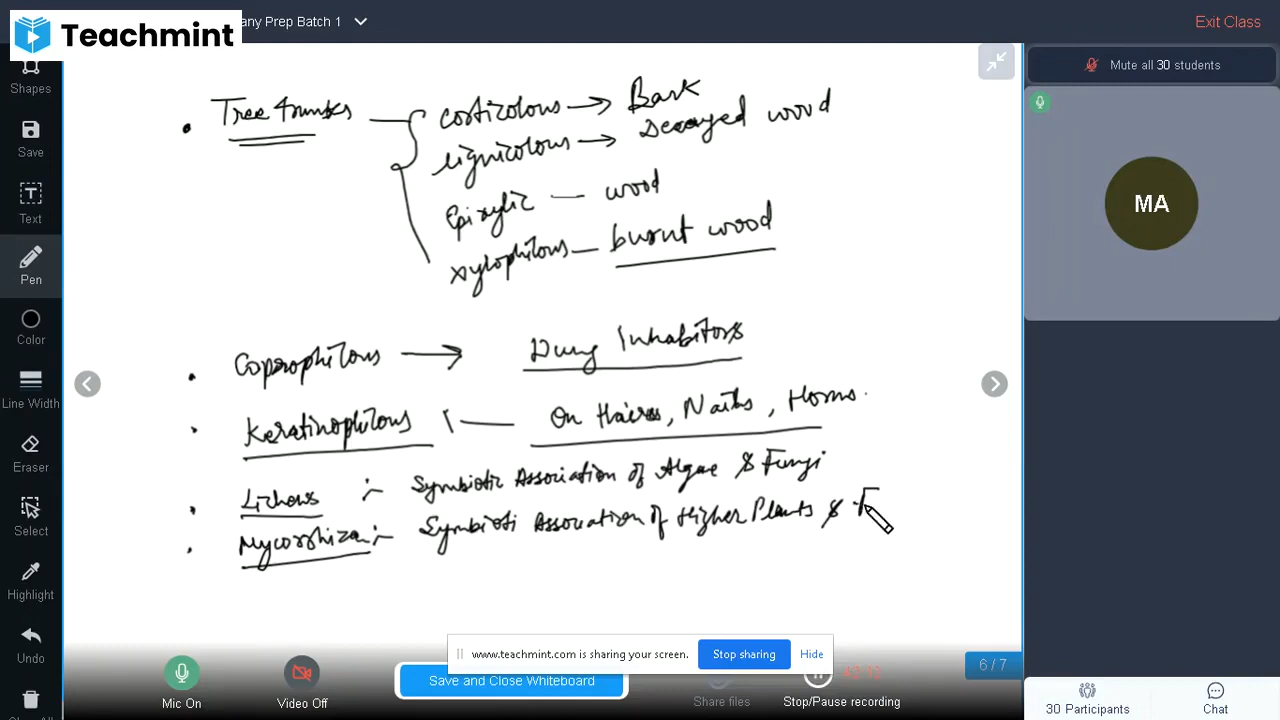 Teachmint
any Prep Batch 1
Exit Class
Shapes
Save
Text
Pen
Color
Line Width
Eraser
Select
Highlight
Undo
Mute all 30 students
MA
• Tree trunks
corticolous → Bark
lignicolous → Decayed wood
Epixylic — wood
xylophilous — burnt wood
• Coprophilous → Dung Inhabitors
• Keratinophilous — On Haires, Nails, Horns.
• Lichens :- Symbiotic Association of Algae & Fungi
• Mycorrhiza :- Symbioti Association of Higher Plants & F
www.teachmint.com is sharing your screen.
Stop sharing
Hide
6 / 7
Mic On
Video Off
Save and Close Whiteboard
Share files
Stop/Pause recording
30 Participants
Chat